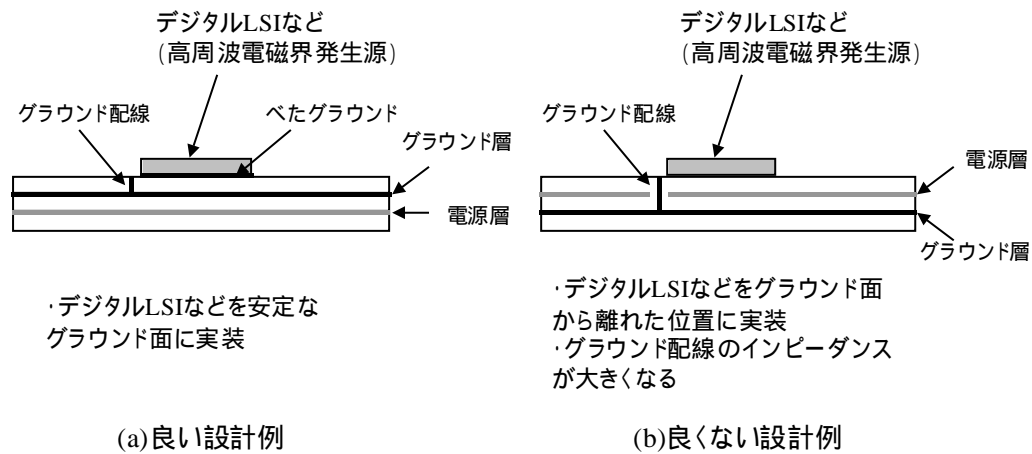 デジタルLSIなど
(高周波電磁界発生源)
グラウンド配線
べたグラウンド
グラウンド層
電源層
・デジタルLSIなどを安定な
グラウンド面に実装
(a)良い設計例
デジタルLSIなど
(高周波電磁界発生源)
グラウンド配線
電源層
グラウンド層
・デジタルLSIなどをグラウンド面
から離れた位置に実装
・グラウンド配線のインピーダンス
が大きくなる
(b)良くない設計例